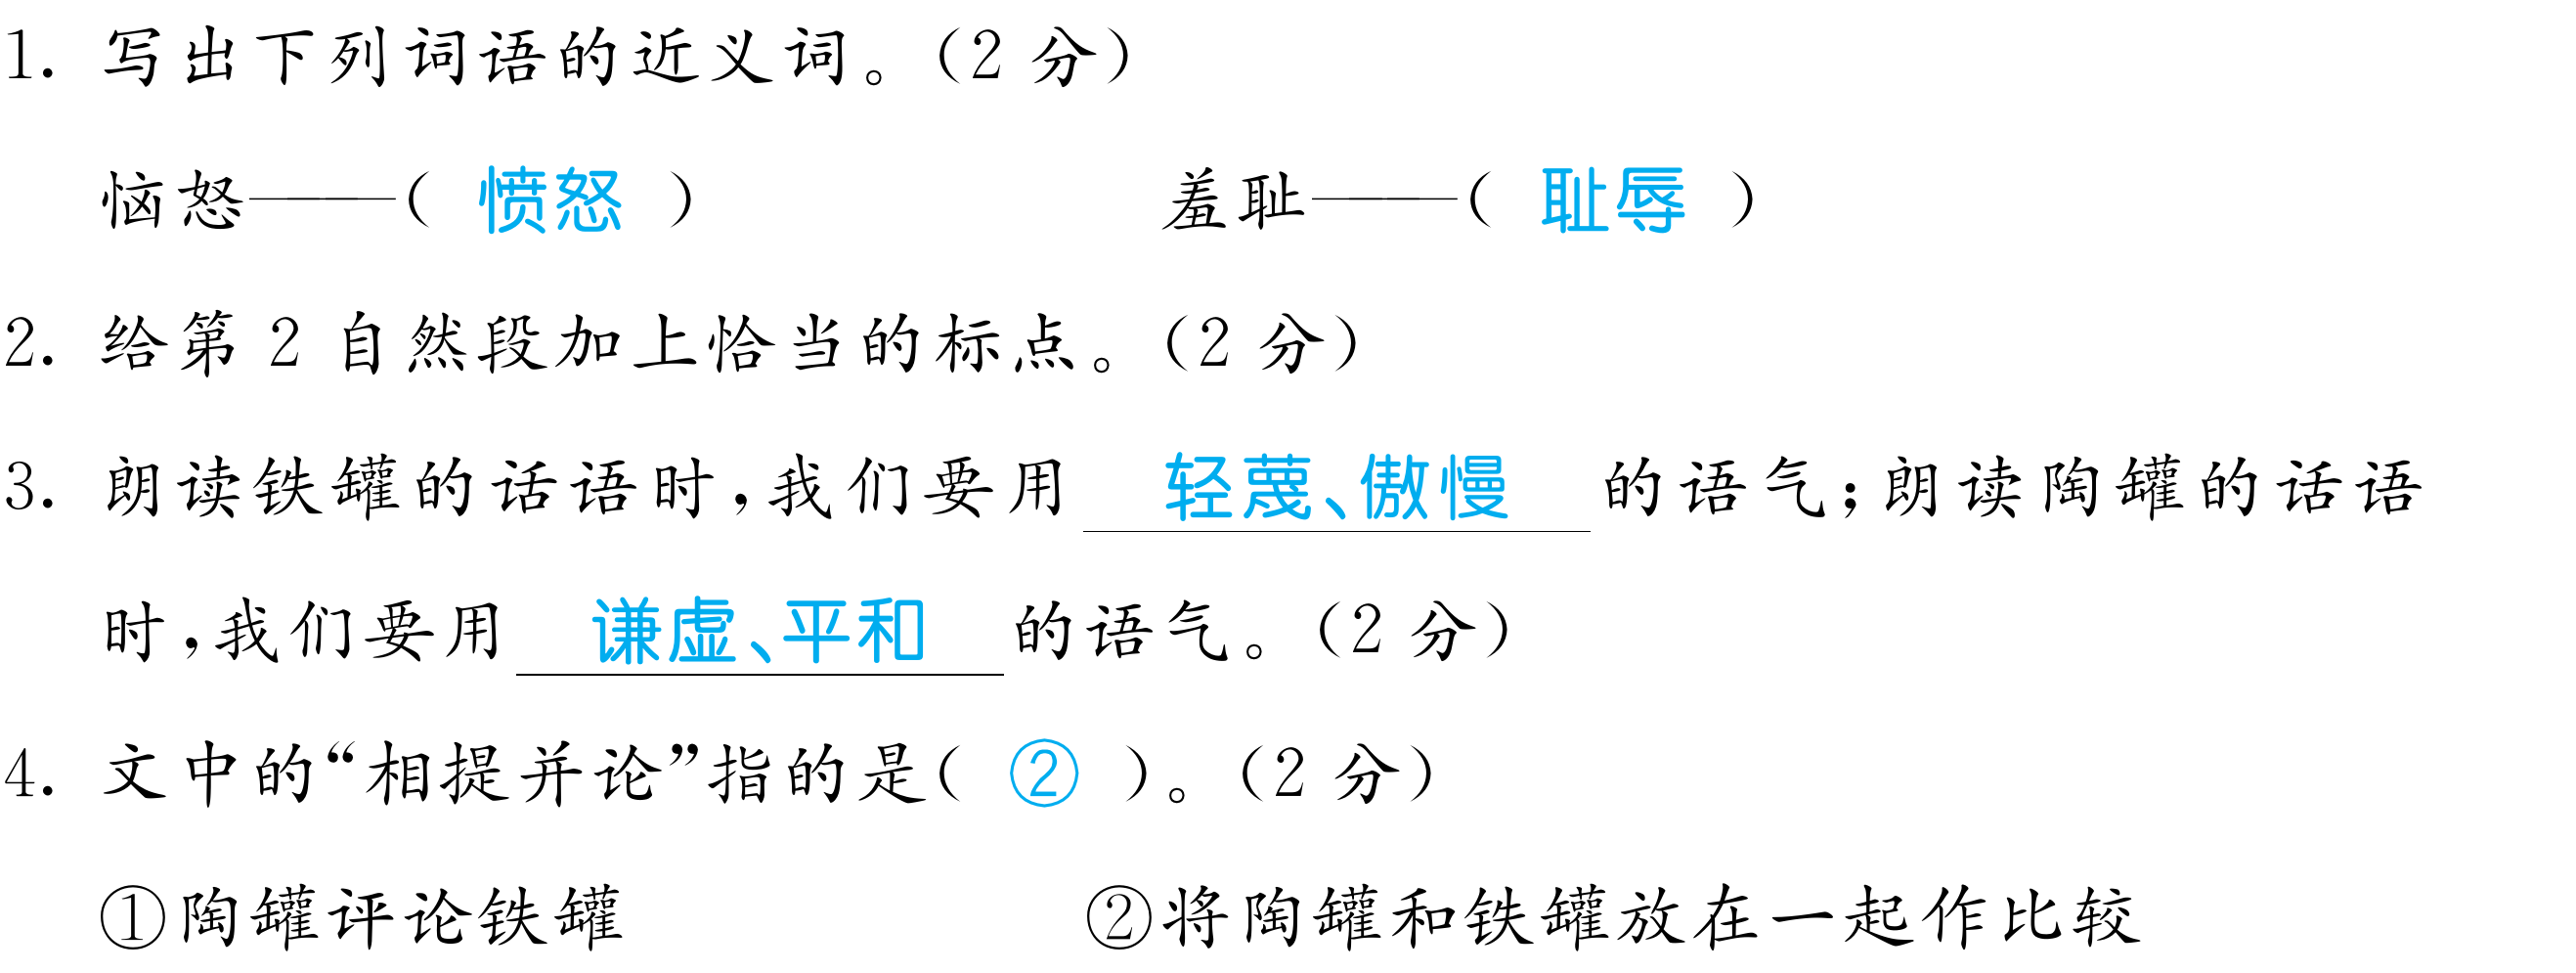 1. 写出下列词语的近义词。(2 分)
恼怒——( 愤怒 ) 羞耻——( 耻辱 )
2. 给第 2 自然段加上恰当的标点。(2 分)
3. 朗读铁罐的话语时,我们要用 轻蔑、傲慢 的语气;朗读陶罐的话语
时,我们要用 谦虚、平和 的语气。(2 分)
4. 文中的“相提并论”指的是( ② )。(2 分)
①陶罐评论铁罐 ②将陶罐和铁罐放在一起作比较